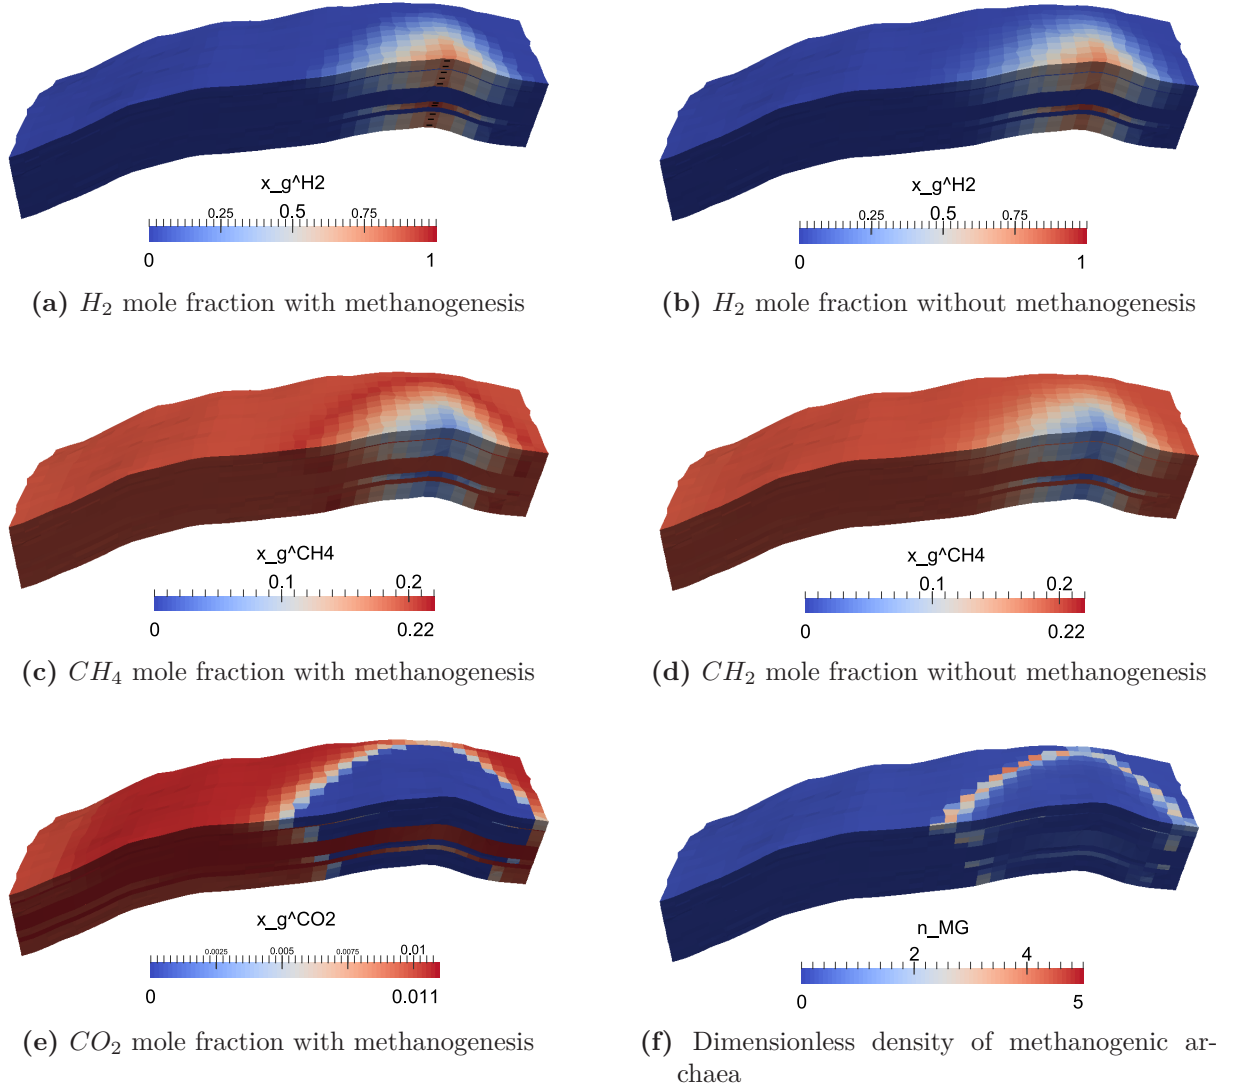 x_g^H2
0.25 0.5 0.75
0 1
(a) H2 mole fraction with methanogenesis
x_g^H2
0.25 0.5 0.75
0 1
(b) H2 mole fraction without methanogenesis
x_g^CH4
0.1 0.2
0 0.22
(c) CH4 mole fraction with methanogenesis
x_g^CH4
0.1 0.2
0 0.22
(d) CH2 mole fraction without methanogenesis
x_g^CO2
0.0025 0.005 0.0075 0.01
0 0.011
(e) CO2 mole fraction with methanogenesis
n_MG
2 4
0 5
(f) Dimensionless density of methanogenic ar-
chaea